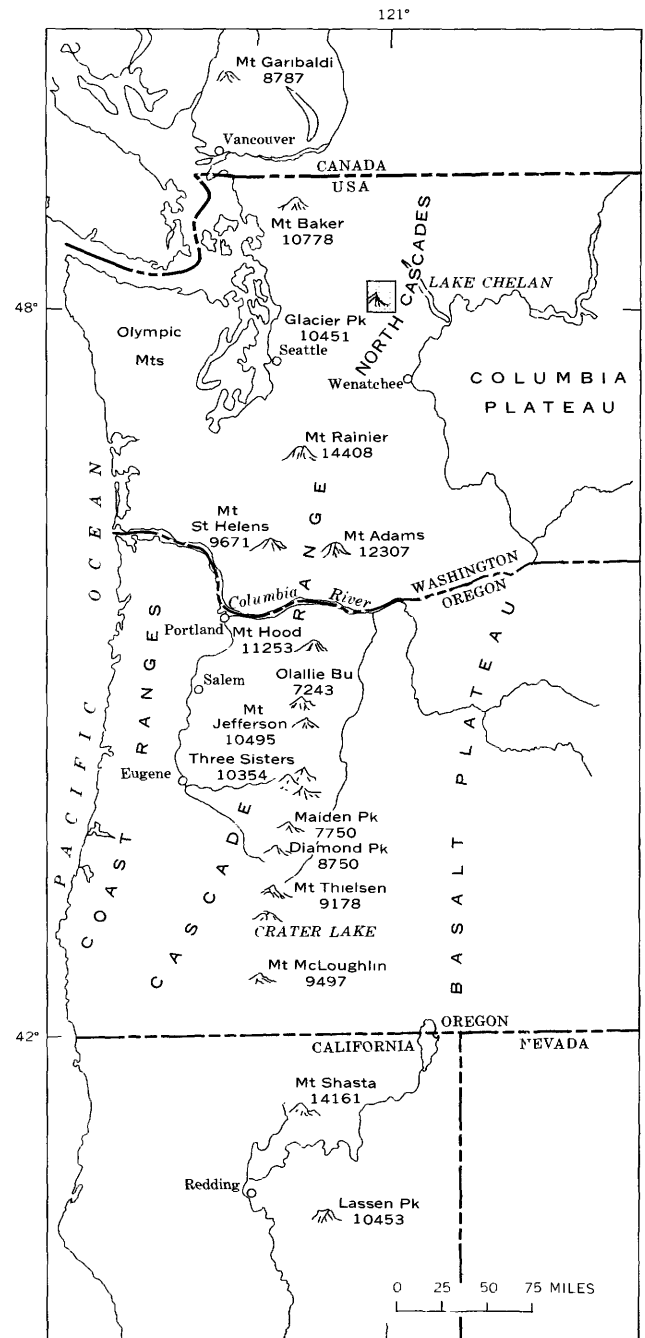 121°
Mt Garibaldi
8787
Vancouver
CANADA
USA
Mt Baker
10778
NORTH CASCADES
LAKE CHELAN
48°
Glacier Pk
10451
Olympic
Mts
Seattle
Wenatchee
COLUMBIA
PLATEAU
Mt Rainier
14408
PACIFIC OCEAN
Mt
St Helens
9671
Mt Adams
12307
WASHINGTON
OREGON
Columbia River
Portland
Mt Hood
11253
COAST RANGES
CASCADE RANGE
BASALT PLATEAU
Salem
Olallie Bu
7243
Mt
Jefferson
10495
Three Sisters
10354
Eugene
Maiden Pk
7750
Diamond Pk
8750
Mt Thielsen
9178
CRATER LAKE
Mt McLoughlin
9497
42°
OREGON
CALIFORNIA
NEVADA
Mt Shasta
14161
Redding
Lassen Pk
10453
0 25 50 75 MILES